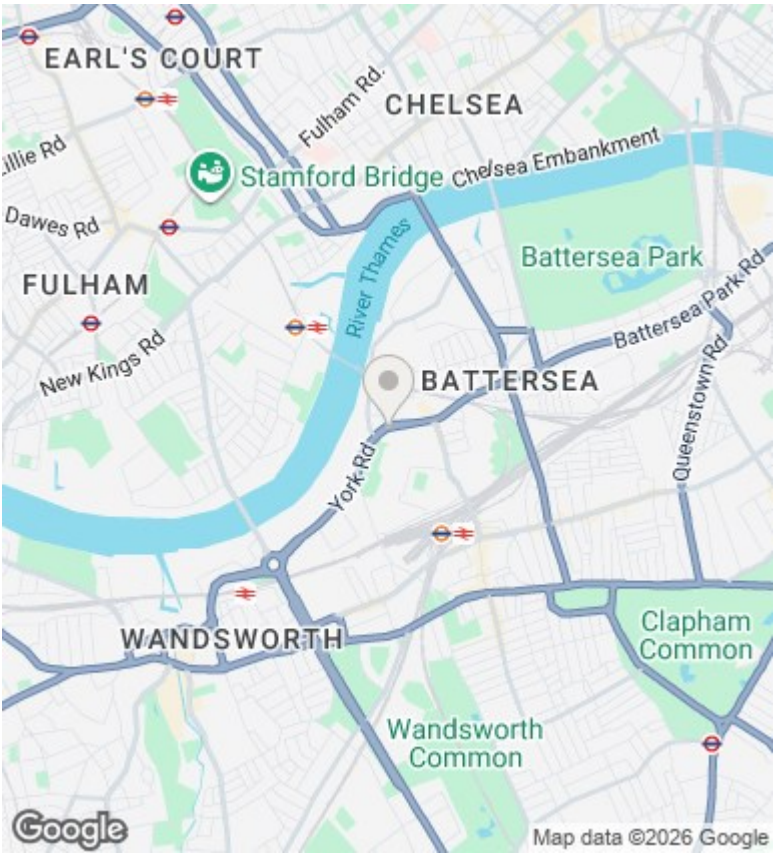 EARL'S COURT
CHELSEA
Fulham Rd.
Lillie Rd
Chelsea Embankment
Stamford Bridge
Dawes Rd
River Thames
Battersea Park
FULHAM
Battersea Park Rd
New Kings Rd
BATTERSEA
Queenstown Rd
York Rd
WANDSWORTH
Clapham
Common
Wandsworth
Common
Google
Map data ©2026 Google